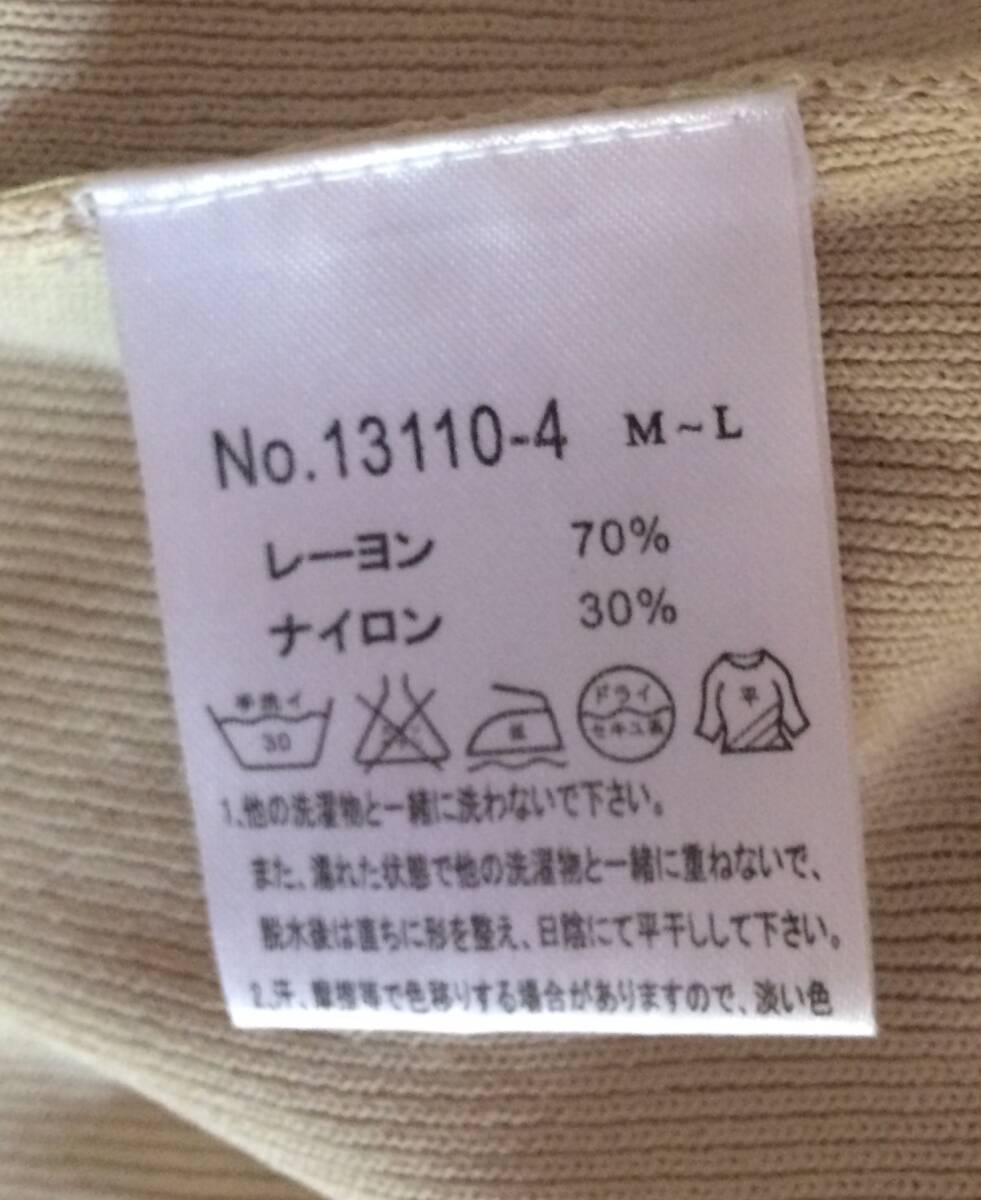 No.13110-4 M~L
レーヨン 70%
ナイロン 30%
手洗イ
30
ドライ
セキユ系
平
1、他の洗濯物と一緒に洗わないで下さい。
また、濡れた状態で他の洗濯物と一緒に重ねないで、
脱水後は直ちに形を整え、日陰にて平干しして下さい。
2、汗、摩擦等で色移りする場合がありますので、淡い色